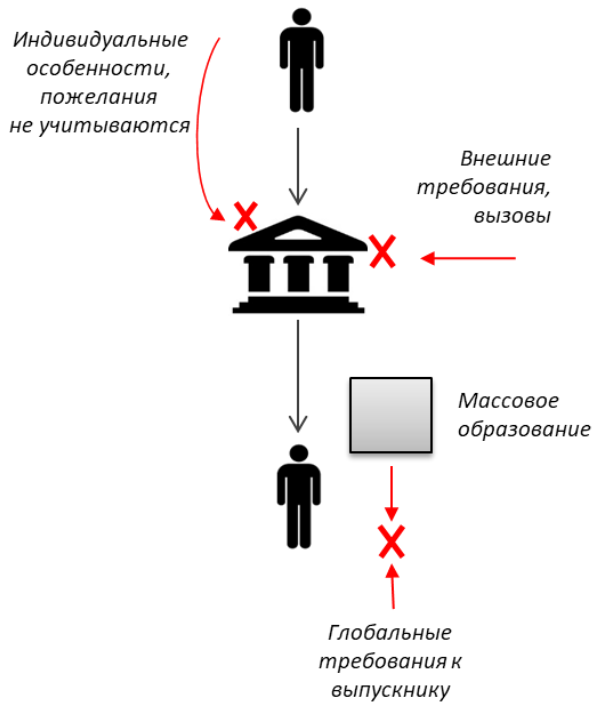 Индивидуальные
особенности,
пожелания
не учитываются
Внешние
требования,
вызовы
Массовое
образование
Глобальные
требования к
выпускнику